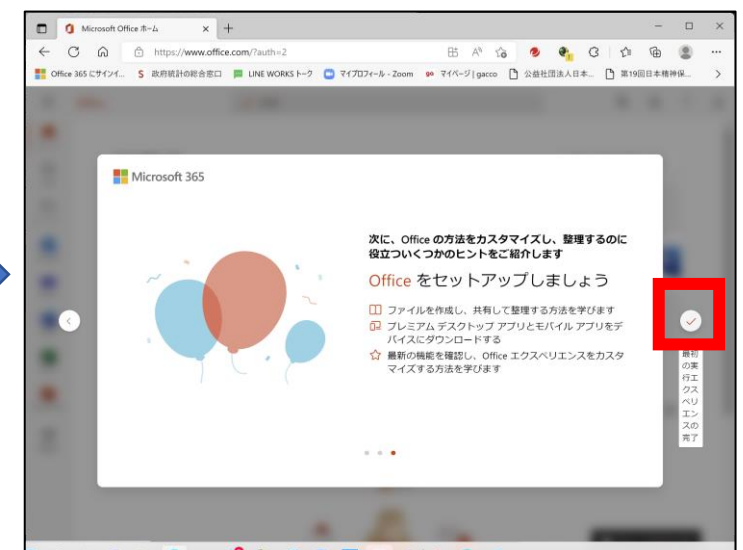 Microsoft Office ホーム
https://www.office.com/?auth=2
Office 365 にサインイ...
政府統計の総合窓口
LINE WORKS トーク
マイプロフィール - Zoom
マイページ | gacco
公益社団法人日本...
第19回日本精神保...
Microsoft 365
次に、Office の方法をカスタマイズし、整理するのに
役立ついくつかのヒントをご紹介します
Office をセットアップしましょう
ファイルを作成し、共有して整理する方法を学びます
プレミアム デスクトップ アプリとモバイル アプリをデ
バイスにダウンロードする
最新の機能を確認し、Office エクスペリエンスをカスタ
マイズする方法を学びます
最初
の実
行エ
クス
ペリ
エン
スの
完了